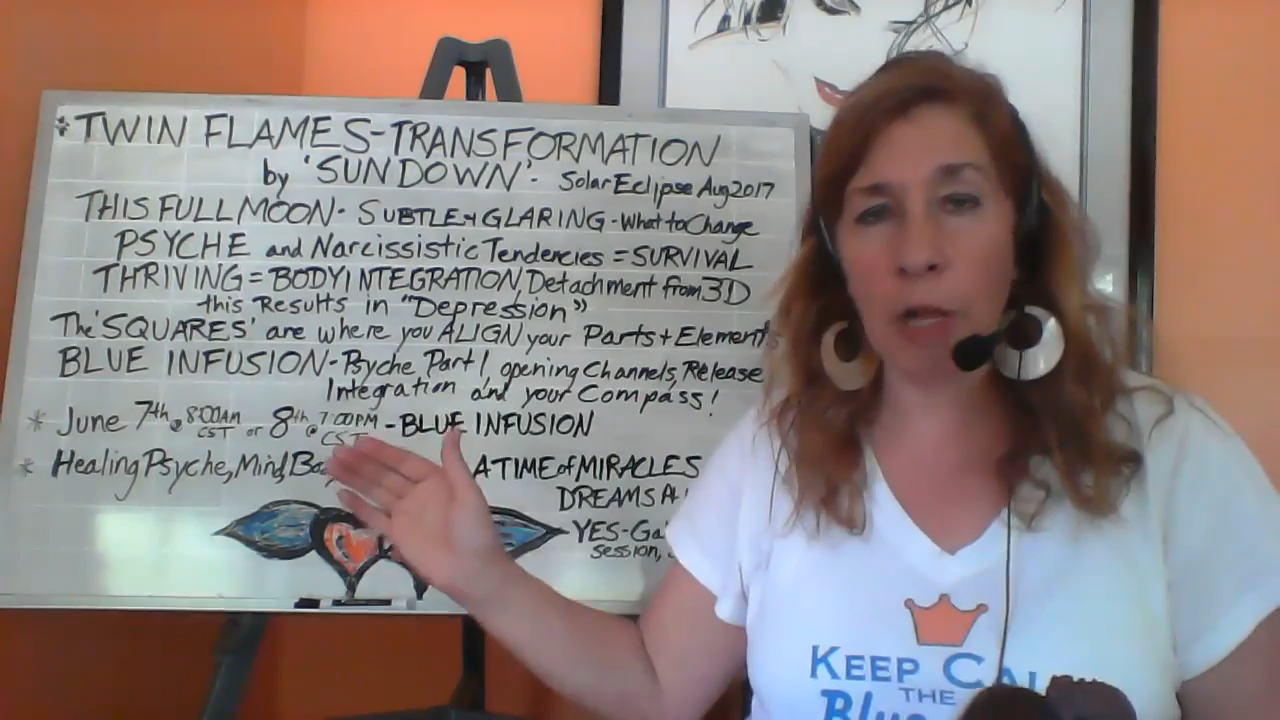 * TWIN FLAMES-TRANSFORMATION
by 'SUNDOWN'- Solar Eclipse Aug 2017
THIS FULL MOON- SUBTLE + GLARING - What to Change
PSYCHE and Narcissistic Tendencies = SURVIVAL
THRIVING = BODY INTEGRATION, Detachment from 3D
this Results in "Depression"
The 'SQUARES' are where you ALIGN your Parts + Elements
BLUE INFUSION - Psyche Part 1, opening Channels, Release
Integration and your Compass!
* June 7th @ 8:00AM CST or 8th @ 7:00PM CST - BLUE INFUSION
* Healing Psyche, Mind, A TIME of MIRACLES
DREAMS
YES-
session,
KEEP
THE